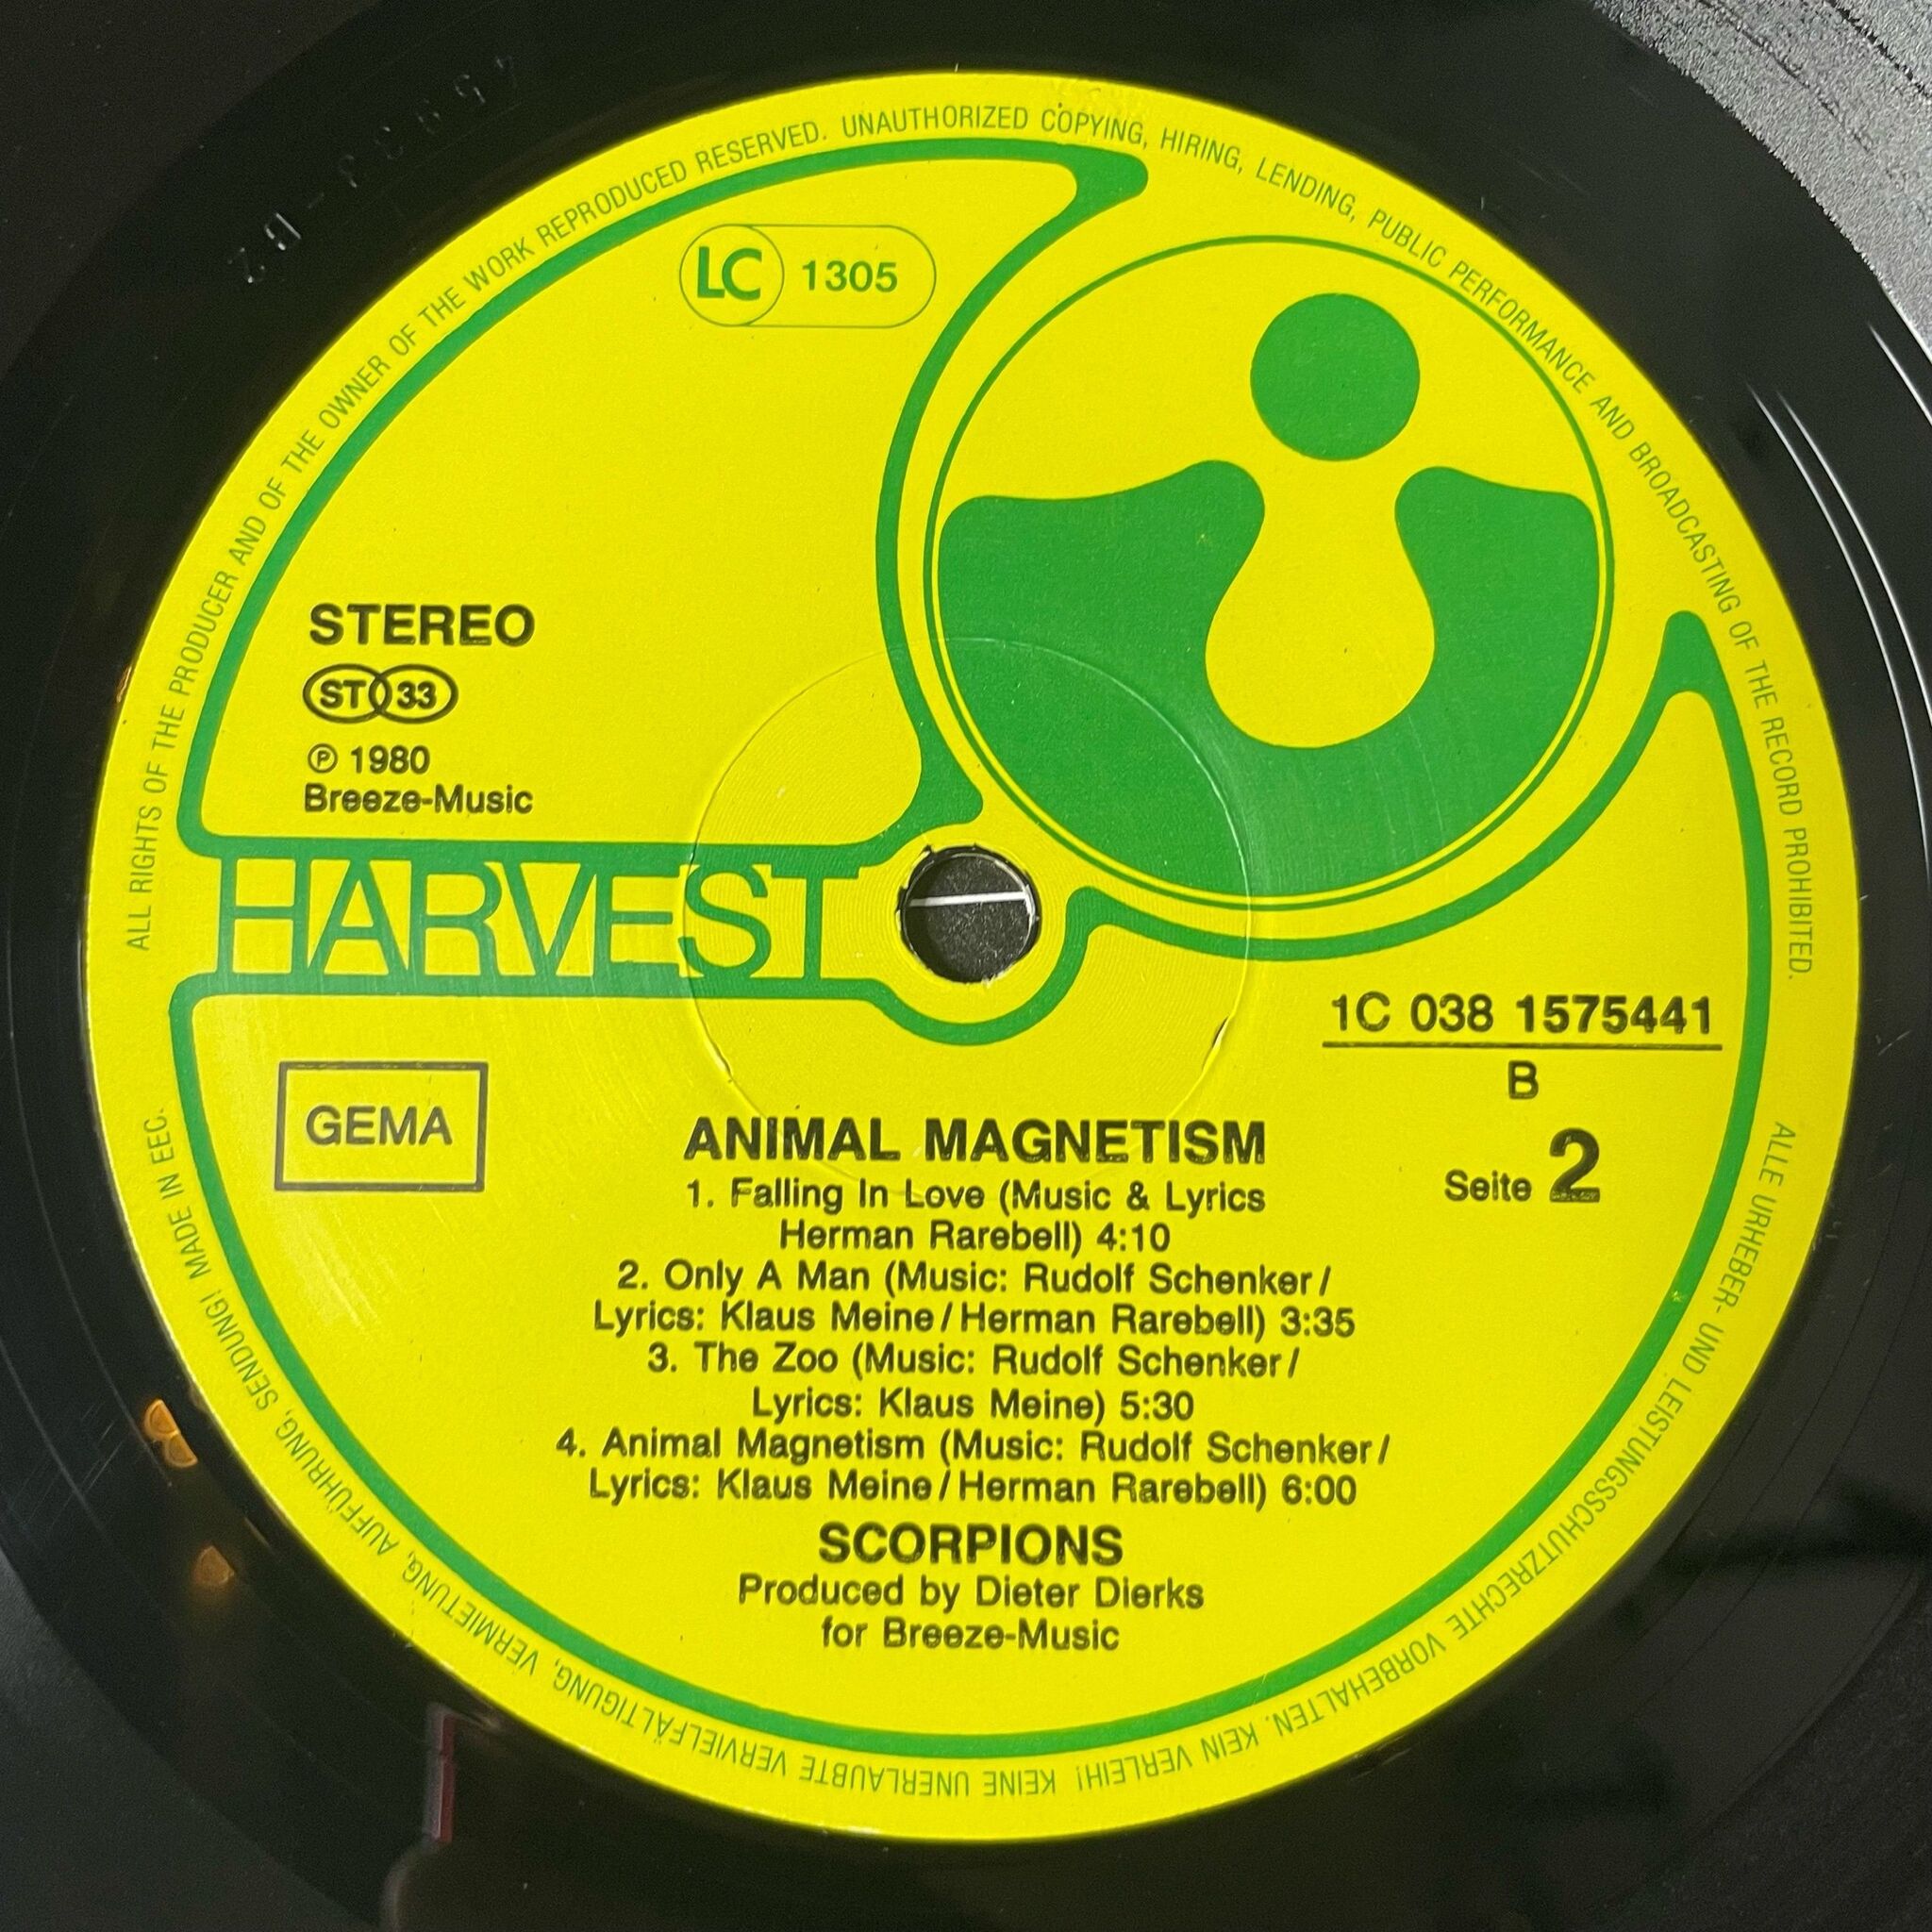 ALL RIGHTS OF THE PRODUCER AND OF THE OWNER OF THE WORK REPRODUCED RESERVED. UNAUTHORIZED COPYING, HIRING, LENDING, PUBLIC PERFORMANCE AND BROADCASTING OF THE RECORD PROHIBITED.
LC 1305
STEREO
ST 33
℗ 1980
Breeze-Music
HARVEST
GEMA
1C 038 1575441
B
Seite 2
ANIMAL MAGNETISM
1. Falling In Love (Music & Lyrics
Herman Rarebell) 4:10
2. Only A Man (Music: Rudolf Schenker /
Lyrics: Klaus Meine / Herman Rarebell) 3:35
3. The Zoo (Music: Rudolf Schenker /
Lyrics: Klaus Meine) 5:30
4. Animal Magnetism (Music: Rudolf Schenker /
Lyrics: Klaus Meine / Herman Rarebell) 6:00
SCORPIONS
Produced by Dieter Dierks
for Breeze-Music
ALLE URHEBER- UND LEISTUNGSSCHUTZRECHTE VORBEHALTEN. KEIN VERLEIH! KEINE UNERLAUBTE VERVIELFÄLTIGUNG, VERMIETUNG, AUFFÜHRUNG, SENDUNG! MADE IN EEC.